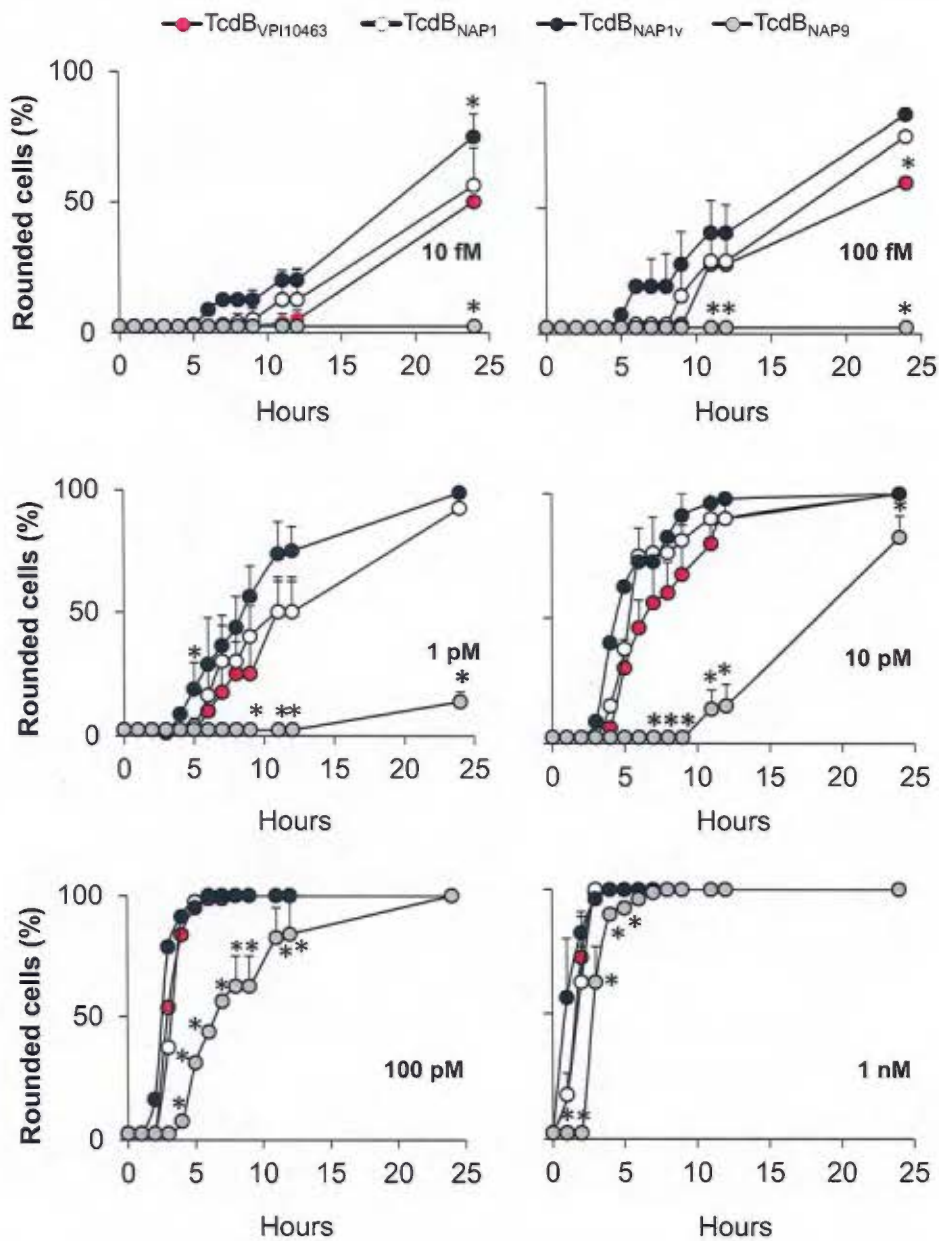 TcdBVPI10463 TcdBNAP1 TcdBNAP1v TcdBNAP9
Rounded cells (%)
100
50
0
*
10 fM
*
0 5 10 15 20 25
Hours
*
100 fM
**
*
0 5 10 15 20 25
Hours
Rounded cells (%)
100
50
0
*
1 pM
*
* **
0 5 10 15 20 25
Hours
*
10 pM
* *
***
0 5 10 15 20 25
Hours
Rounded cells (%)
100
50
0
**
* *
*
*
*
*
100 pM
0 5 10 15 20 25
Hours
* *
*
1 nM
* *
0 5 10 15 20 25
Hours